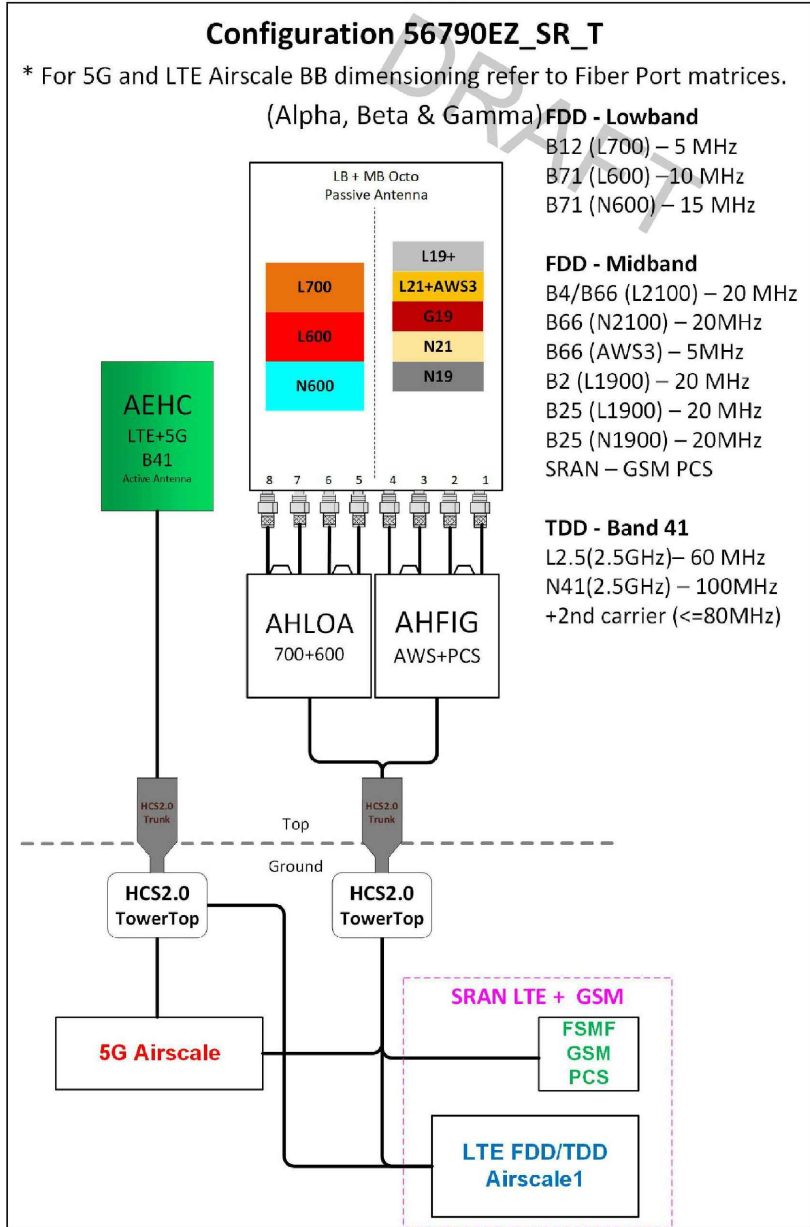 Configuration 56790EZ_SR_T
* For 5G and LTE Airscale BB dimensioning refer to Fiber Port matrices.
(Alpha, Beta & Gamma)
DRAFT
FDD - Lowband
B12 (L700) – 5 MHz
B71 (L600) –10 MHz
B71 (N600) – 15 MHz
FDD - Midband
B4/B66 (L2100) – 20 MHz
B66 (N2100) – 20MHz
B66 (AWS3) – 5MHz
B2 (L1900) – 20 MHz
B25 (L1900) – 20 MHz
B25 (N1900) – 20MHz
SRAN – GSM PCS
TDD - Band 41
L2.5(2.5GHz)– 60 MHz
N41(2.5GHz) – 100MHz
+2nd carrier (<=80MHz)
LB + MB Octo
Passive Antenna
L700
L600
N600
L19+
L21+AWS3
G19
N21
N19
8 7 6 5 4 3 2 1
AEHC
LTE+5G
B41
Active Antenna
AHLOA
700+600
AHFIG
AWS+PCS
HCS2.0
Trunk
HCS2.0
Trunk
Top
Ground
HCS2.0
TowerTop
HCS2.0
TowerTop
5G Airscale
SRAN LTE + GSM
FSMF
GSM
PCS
LTE FDD/TDD
Airscale1